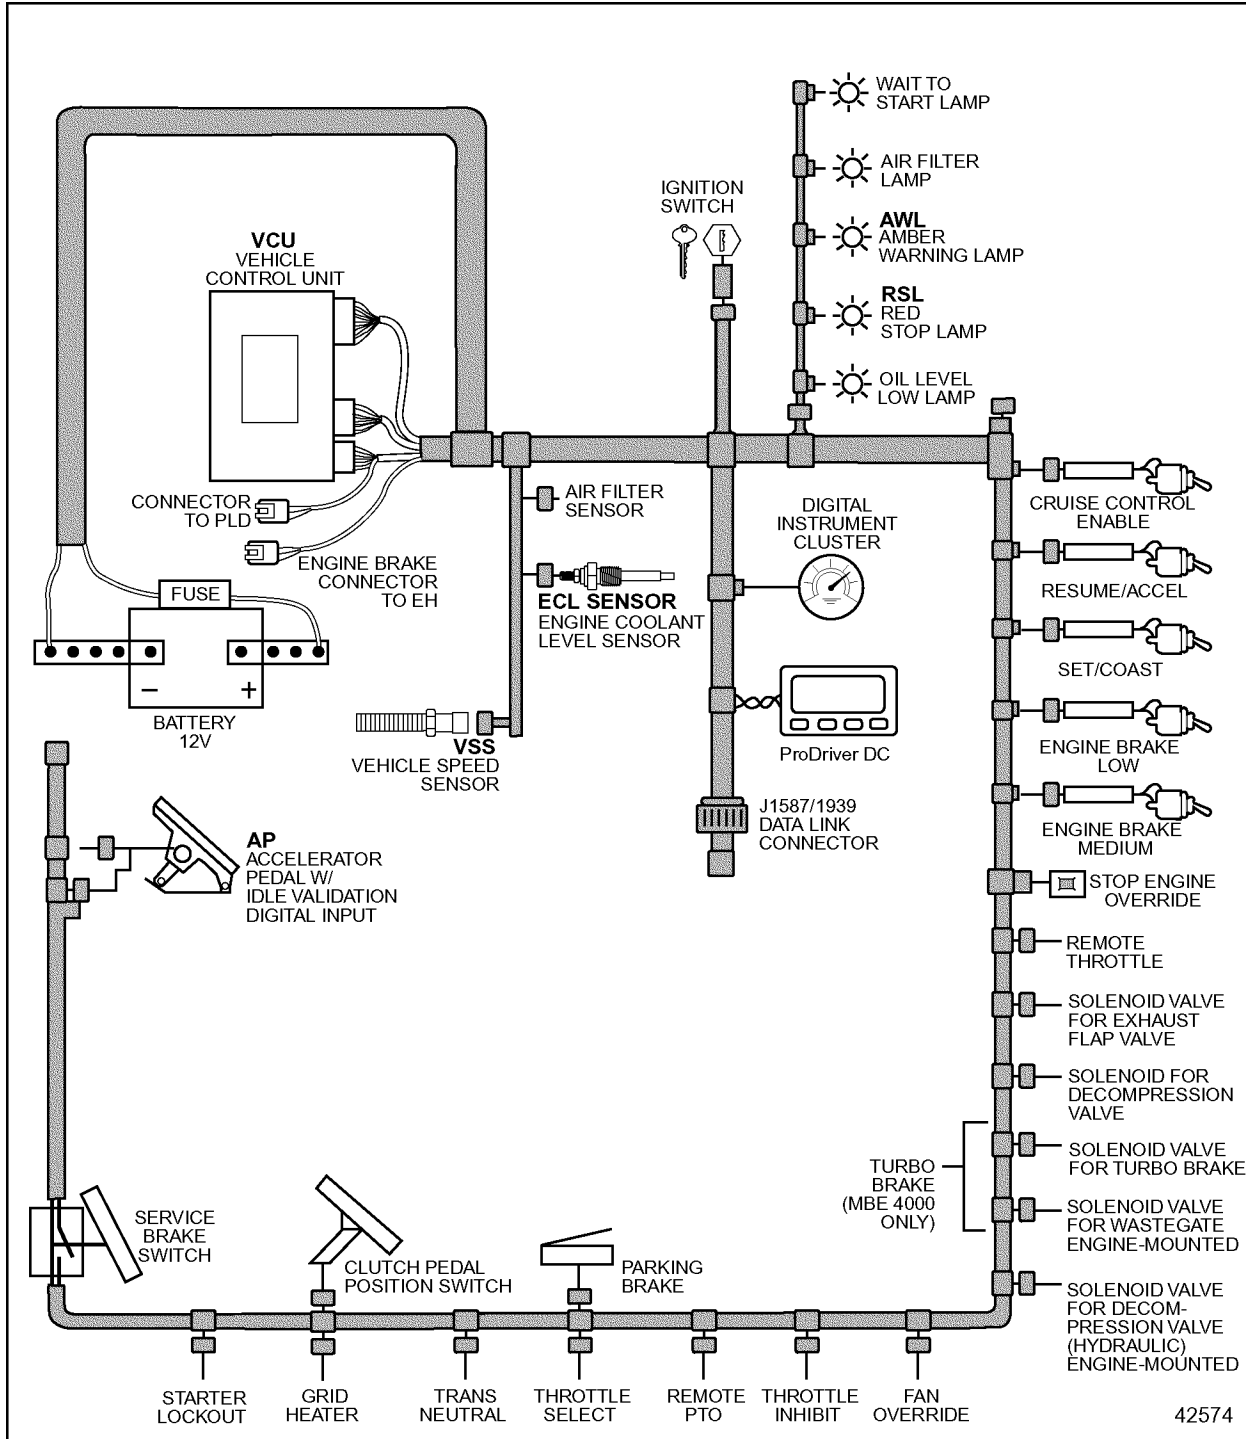 WAIT TO
START LAMP
AIR FILTER
LAMP
IGNITION
SWITCH
AWL
AMBER
WARNING LAMP
VCU
VEHICLE
CONTROL UNIT
RSL
RED
STOP LAMP
OIL LEVEL
LOW LAMP
CONNECTOR
TO PLD
AIR FILTER
SENSOR
DIGITAL
INSTRUMENT
CLUSTER
CRUISE CONTROL
ENABLE
ENGINE BRAKE
CONNECTOR
TO EH
FUSE
ECL SENSOR
ENGINE COOLANT
LEVEL SENSOR
RESUME/ACCEL
SET/COAST
– +
BATTERY
12V
VSS
VEHICLE SPEED
SENSOR
ProDriver DC
ENGINE BRAKE
LOW
J1587/1939
DATA LINK
CONNECTOR
ENGINE BRAKE
MEDIUM
AP
ACCELERATOR
PEDAL W/
IDLE VALIDATION
DIGITAL INPUT
STOP ENGINE
OVERRIDE
REMOTE
THROTTLE
SOLENOID VALVE
FOR EXHAUST
FLAP VALVE
SOLENOID FOR
DECOMPRESSION
VALVE
TURBO
BRAKE
(MBE 4000
ONLY)
SOLENOID VALVE
FOR TURBO BRAKE
SOLENOID VALVE
FOR WASTEGATE
ENGINE-MOUNTED
SERVICE
BRAKE
SWITCH
CLUTCH PEDAL
POSITION SWITCH
PARKING
BRAKE
SOLENOID VALVE
FOR DECOM-
PRESSION VALVE
(HYDRAULIC)
ENGINE-MOUNTED
STARTER
LOCKOUT
GRID
HEATER
TRANS
NEUTRAL
THROTTLE
SELECT
REMOTE
PTO
THROTTLE
INHIBIT
FAN
OVERRIDE
42574